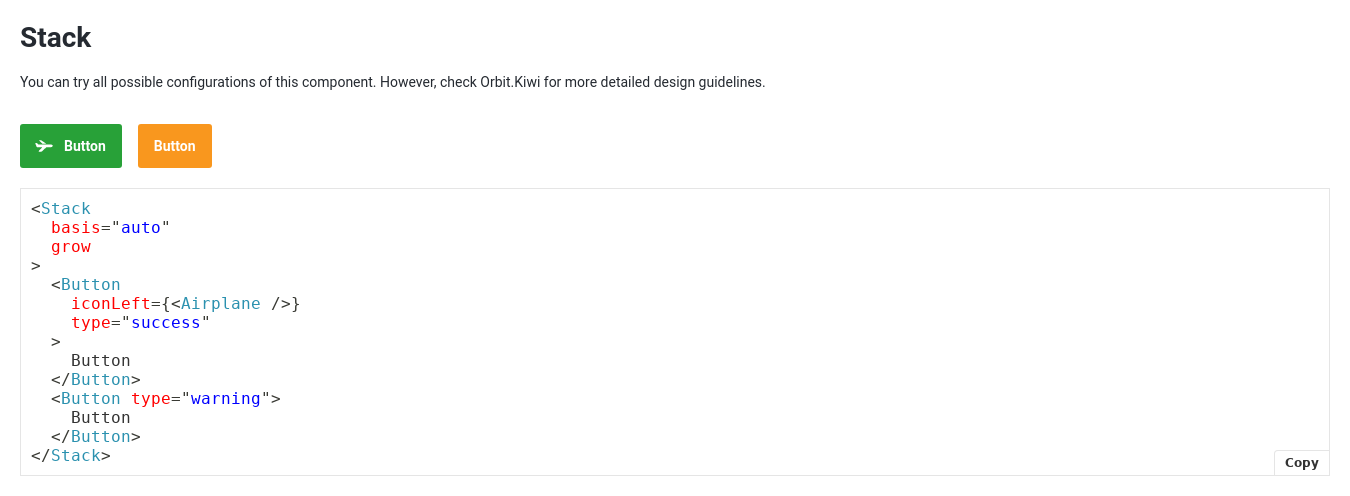 Stack
You can try all possible configurations of this component. However, check Orbit.Kiwi for more detailed design guidelines.
Button Button
<Stack
  basis="auto"
  grow
>
  <Button
    iconLeft={<Airplane />}
    type="success"
  >
    Button
  </Button>
  <Button type="warning">
    Button
  </Button>
</Stack>
Copy